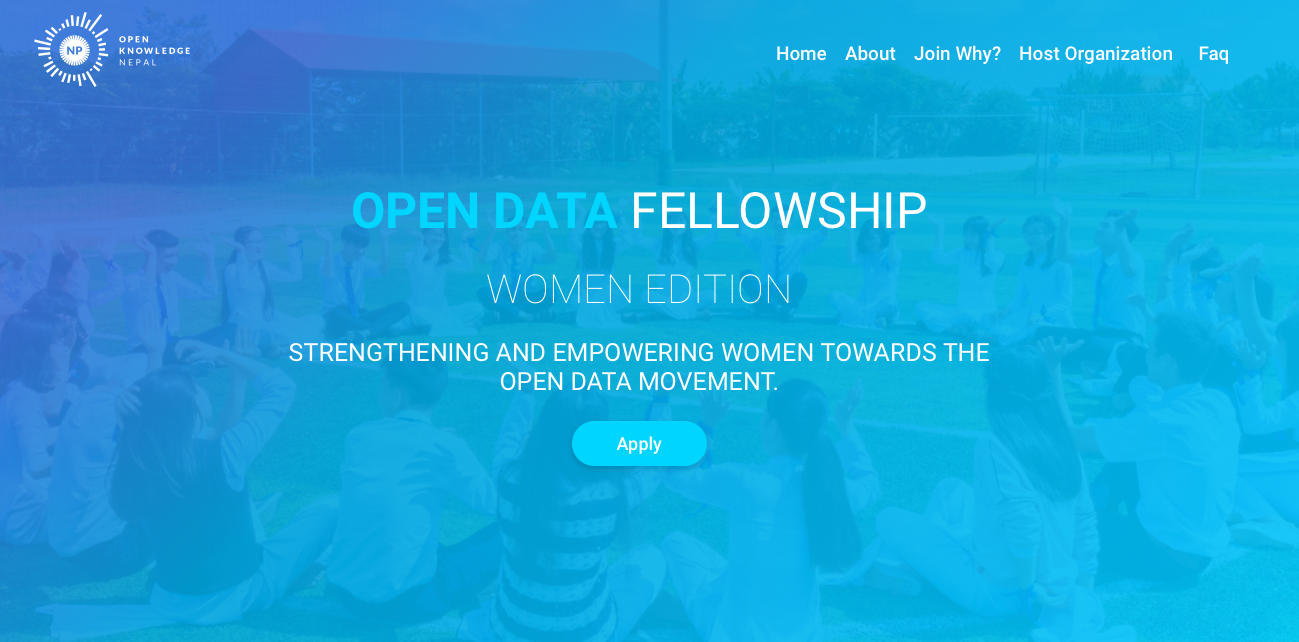 NP
OPEN
KNOWLEDGE
NEPAL
Home About Join Why? Host Organization Faq
OPEN DATA FELLOWSHIP
WOMEN EDITION
STRENGTHENING AND EMPOWERING WOMEN TOWARDS THE
OPEN DATA MOVEMENT.
Apply